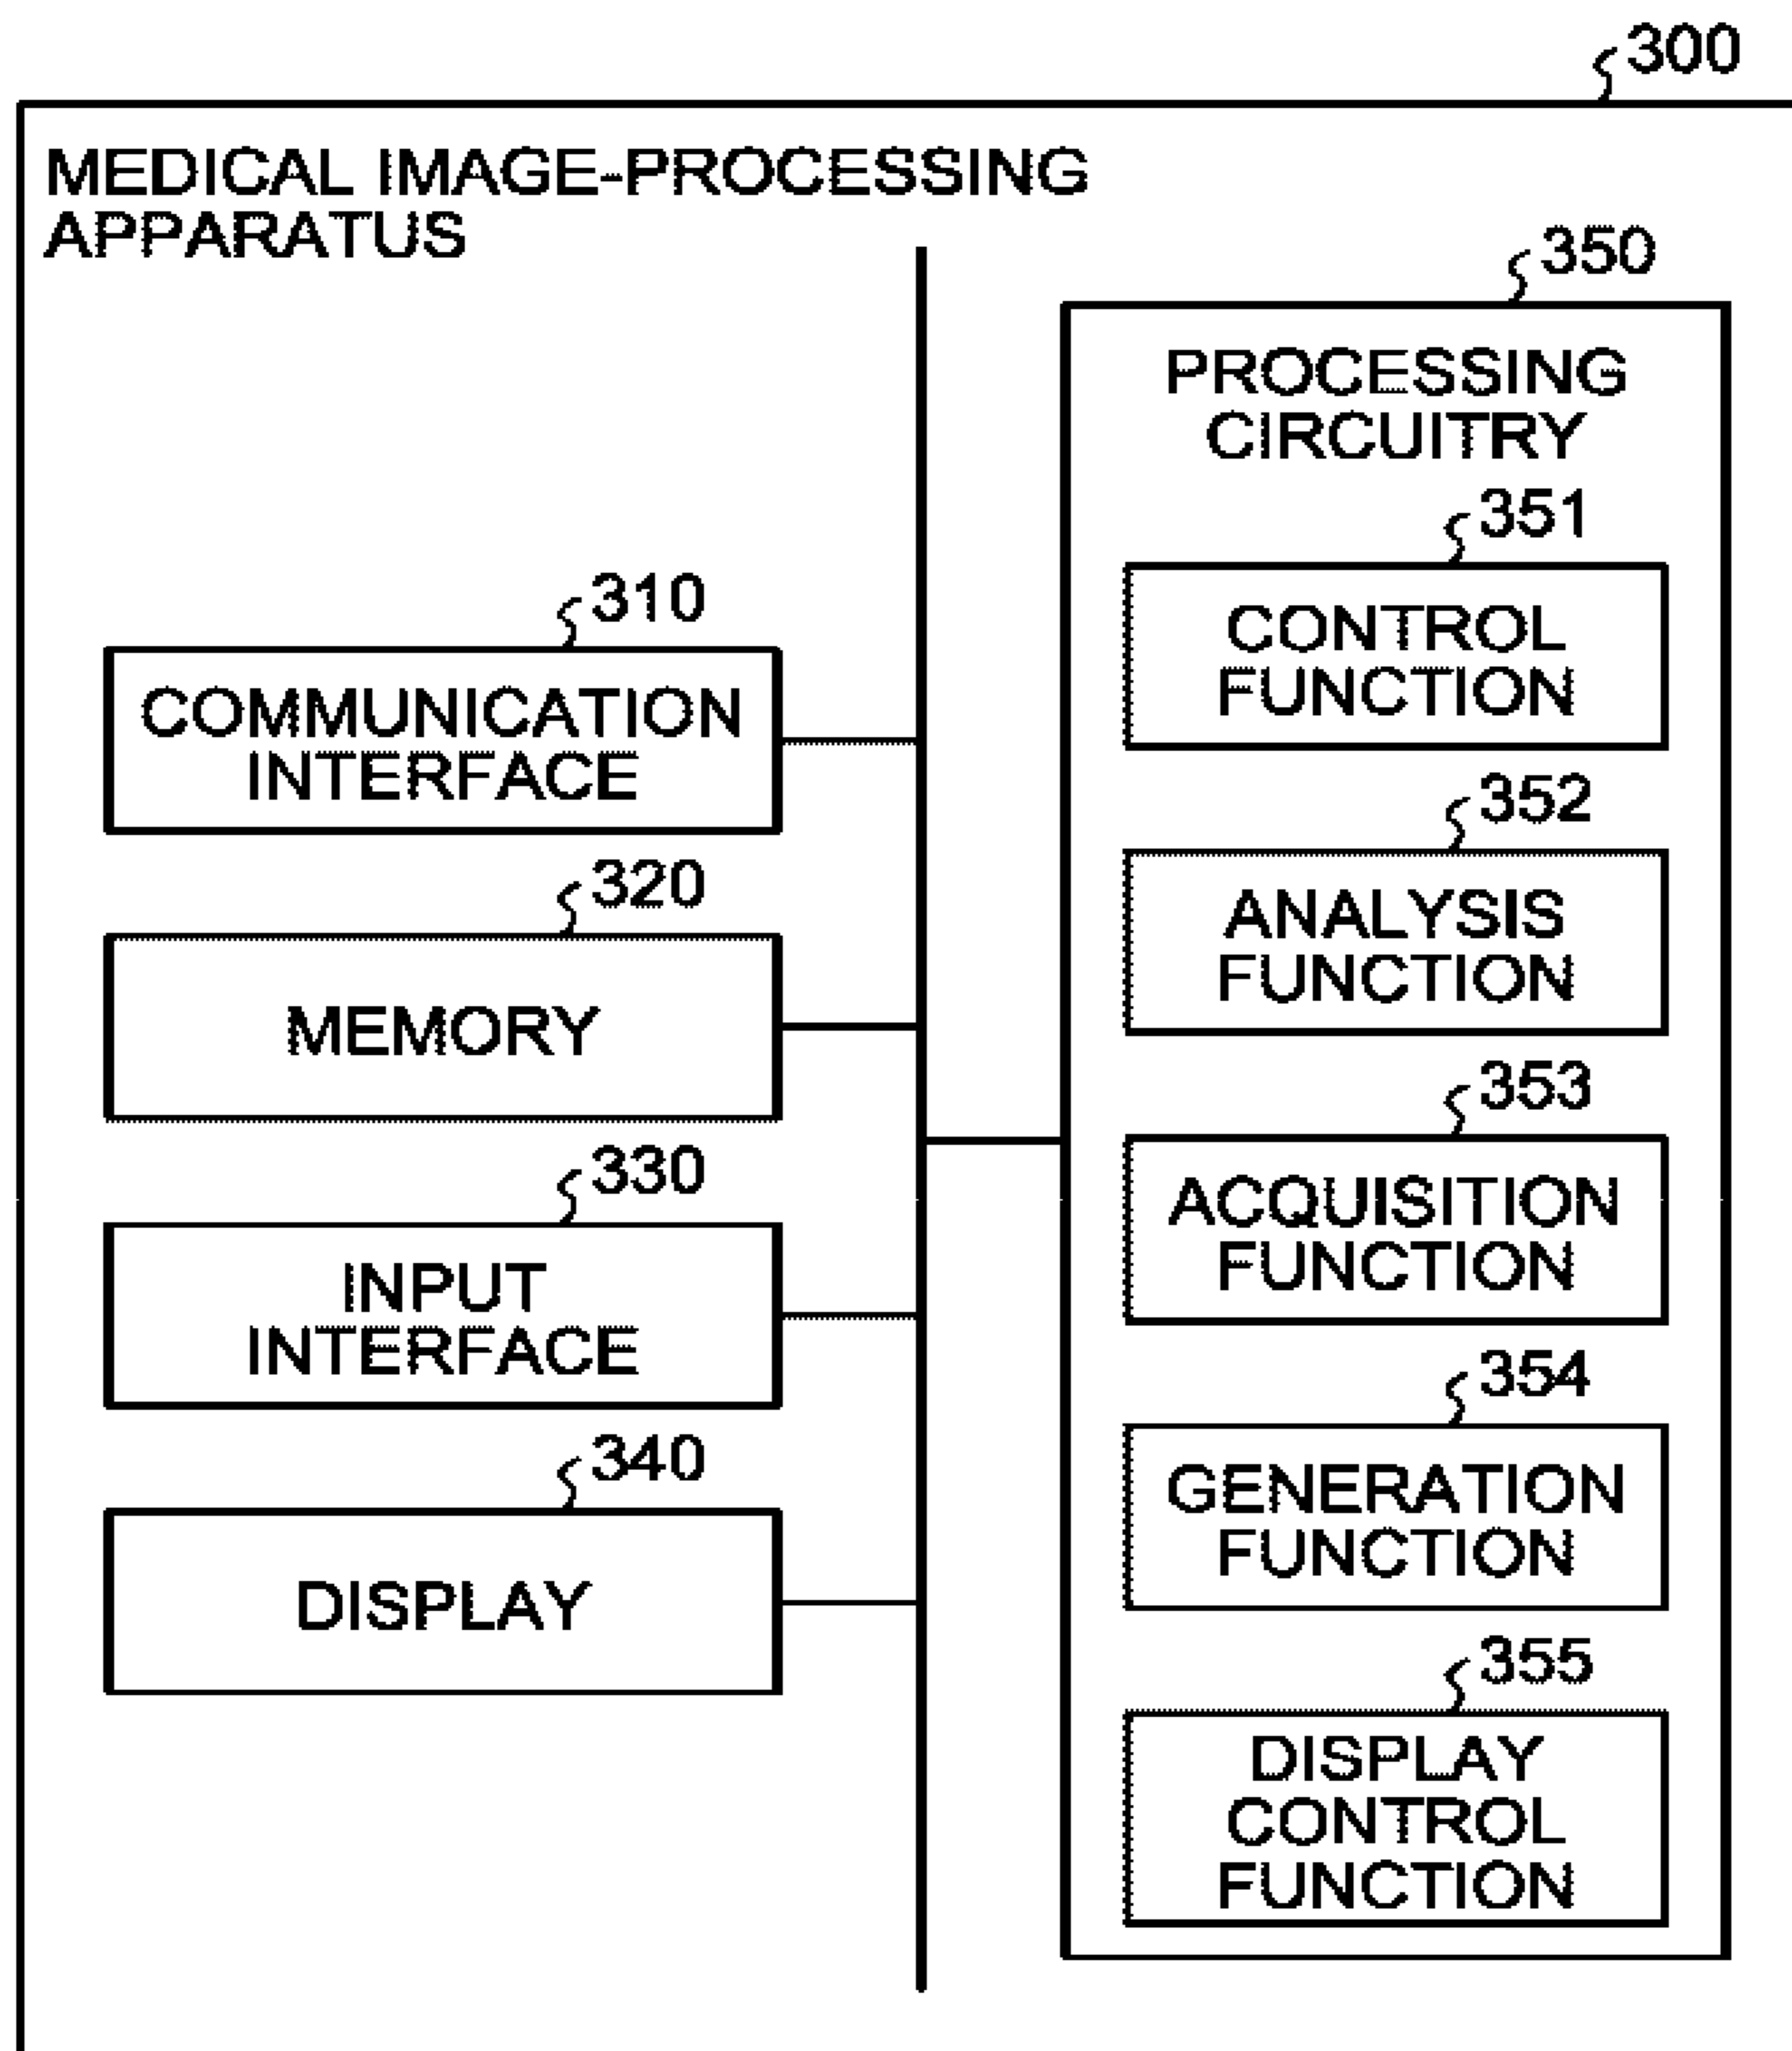 300
MEDICAL IMAGE-PROCESSING
APPARATUS
310
COMMUNICATION
INTERFACE
320
MEMORY
330
INPUT
INTERFACE
340
DISPLAY
350
PROCESSING
CIRCUITRY
351
CONTROL
FUNCTION
352
ANALYSIS
FUNCTION
353
ACQUISITION
FUNCTION
354
GENERATION
FUNCTION
355
DISPLAY
CONTROL
FUNCTION